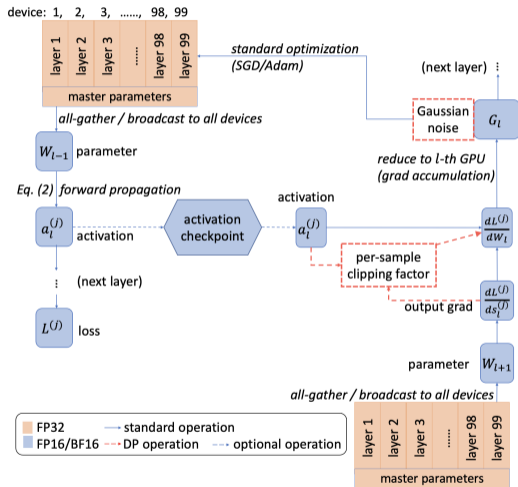 device: 1, 2, 3, ……, 98, 99
layer 1
layer 2
layer 3
……
layer 98
layer 99
master parameters
all-gather / broadcast to all devices
W_{l-1} parameter
Eq. (2) forward propagation
a_l^{(j)}
activation
⋮ (next layer)
L^{(j)} loss
activation
checkpoint
activation
a_l^{(j)}
per-sample
clipping factor
standard optimization
(SGD/Adam)
(next layer) ⋮
Gaussian
noise
G_l
reduce to l-th GPU
(grad accumulation)
dL^{(j)}/dW_l
output grad
dL^{(j)}/ds_l^{(j)}
parameter W_{l+1}
all-gather / broadcast to all devices
layer 1
layer 2
layer 3
……
layer 98
layer 99
master parameters
FP32
FP16/BF16
standard operation
DP operation
optional operation